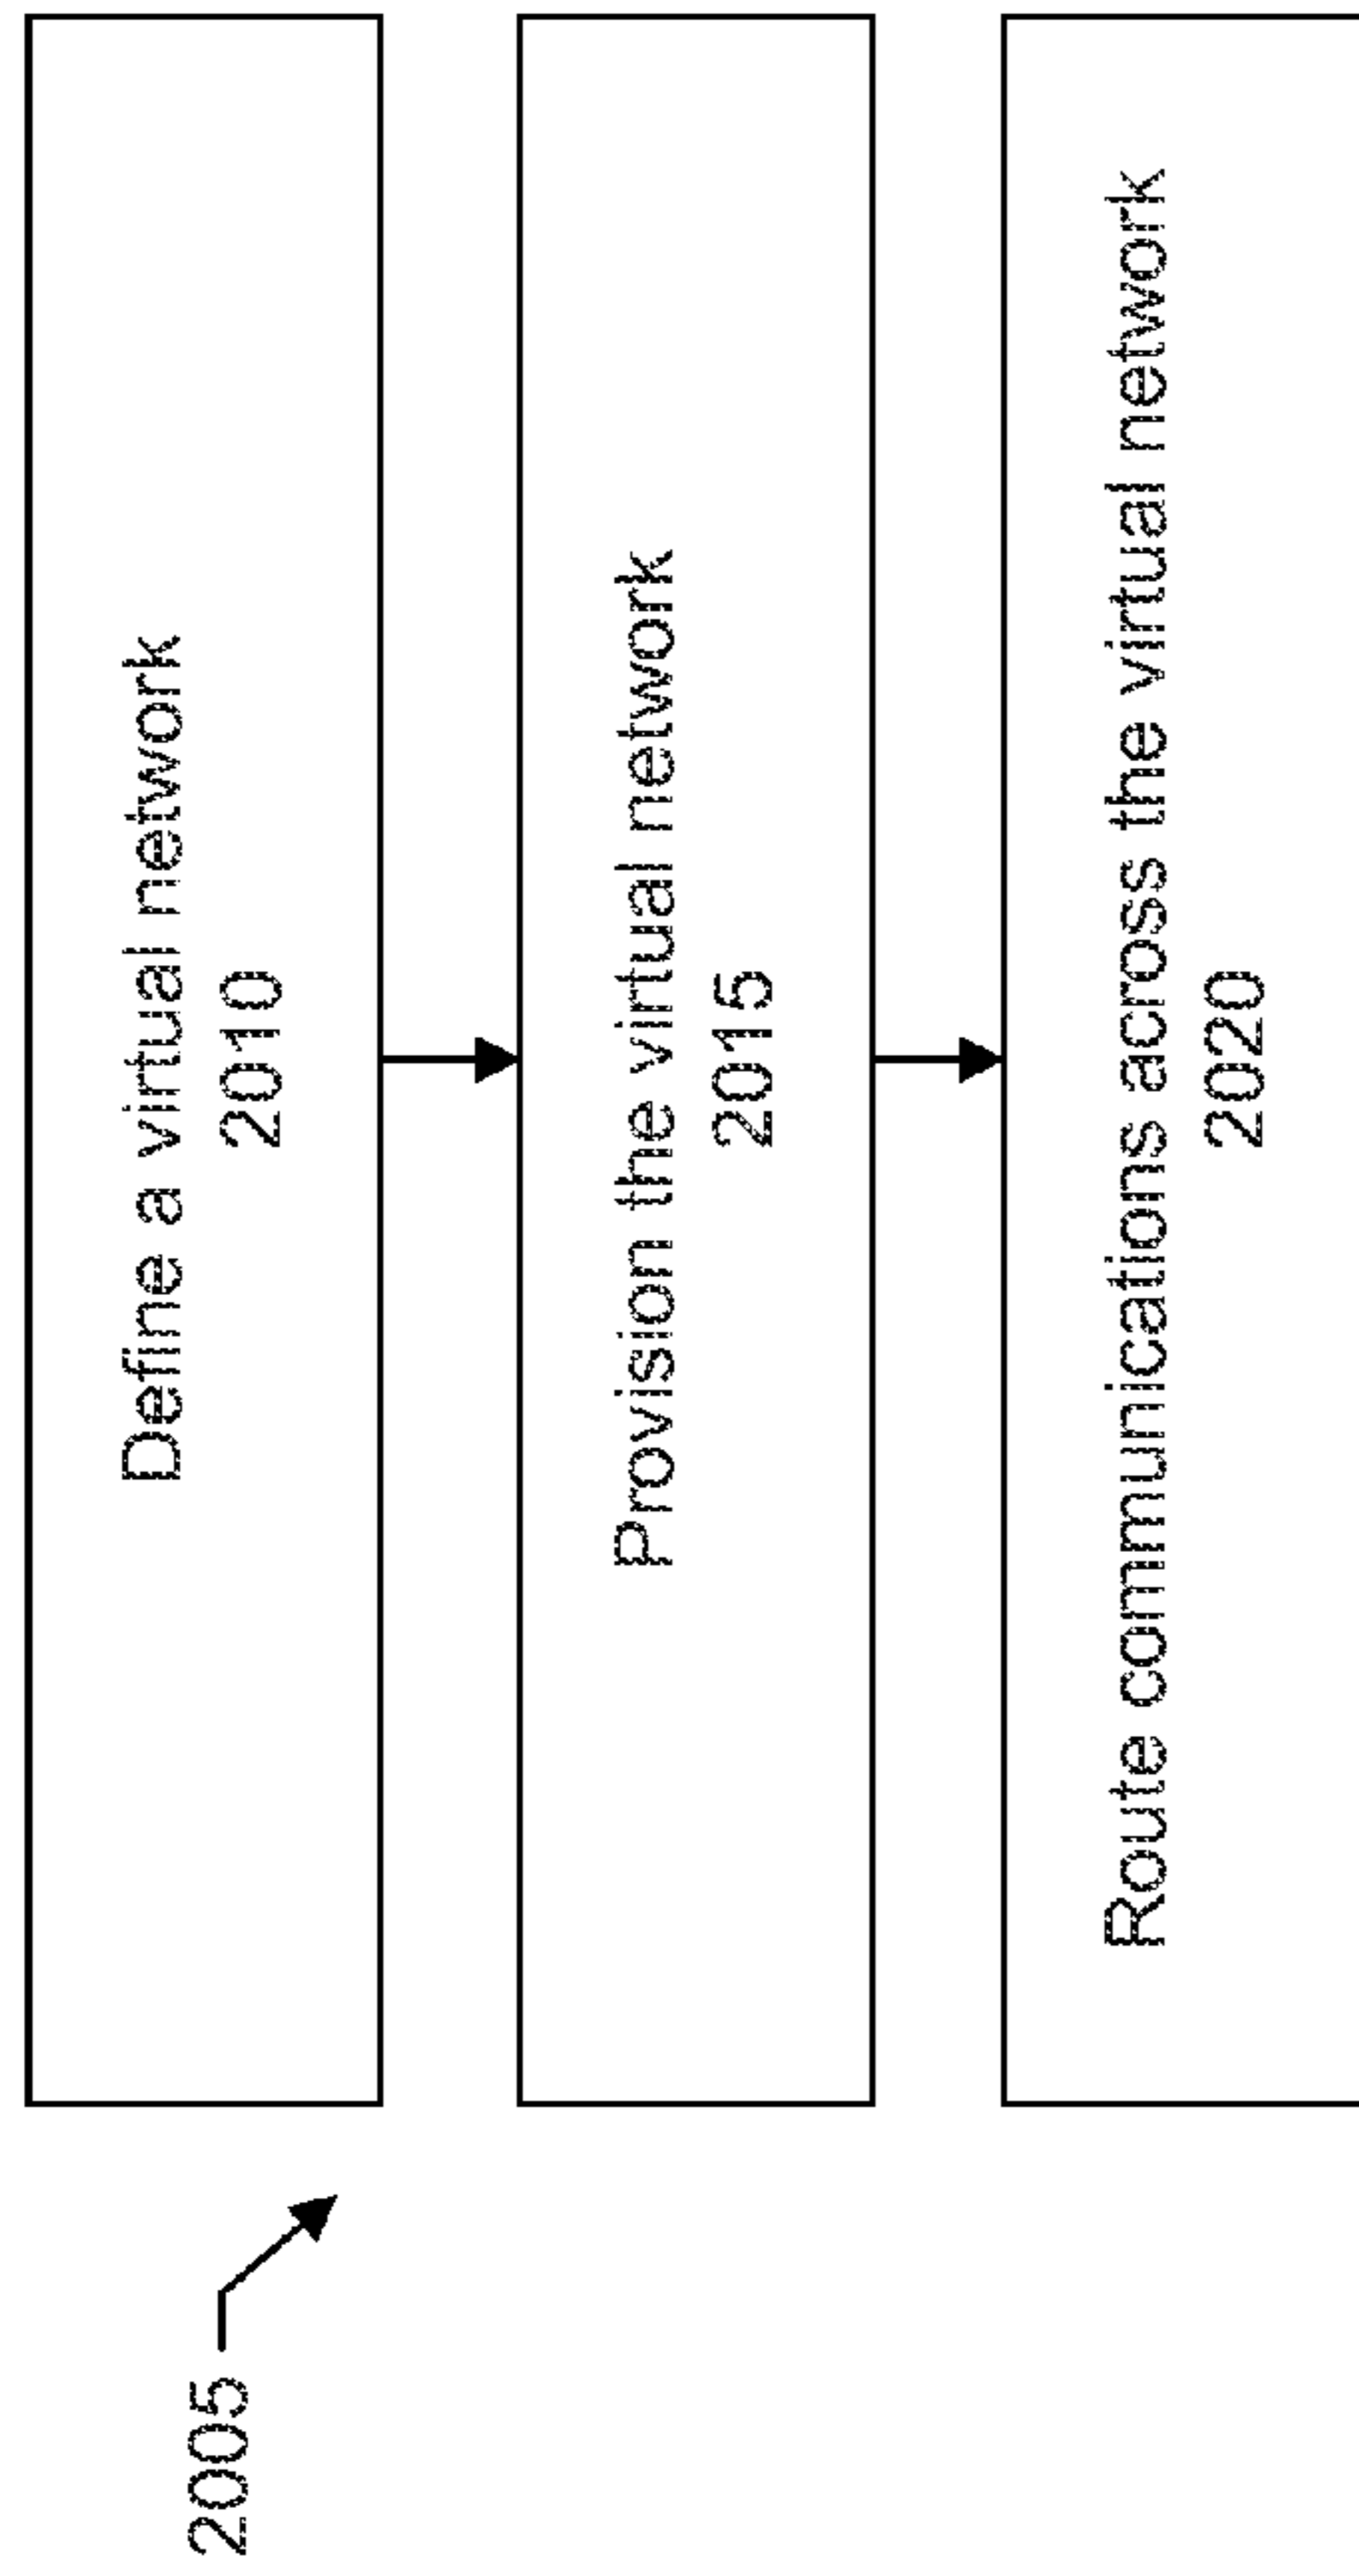 2005
Define a virtual network
2010
Provision the virtual network
2015
Route communications across the virtual network
2020